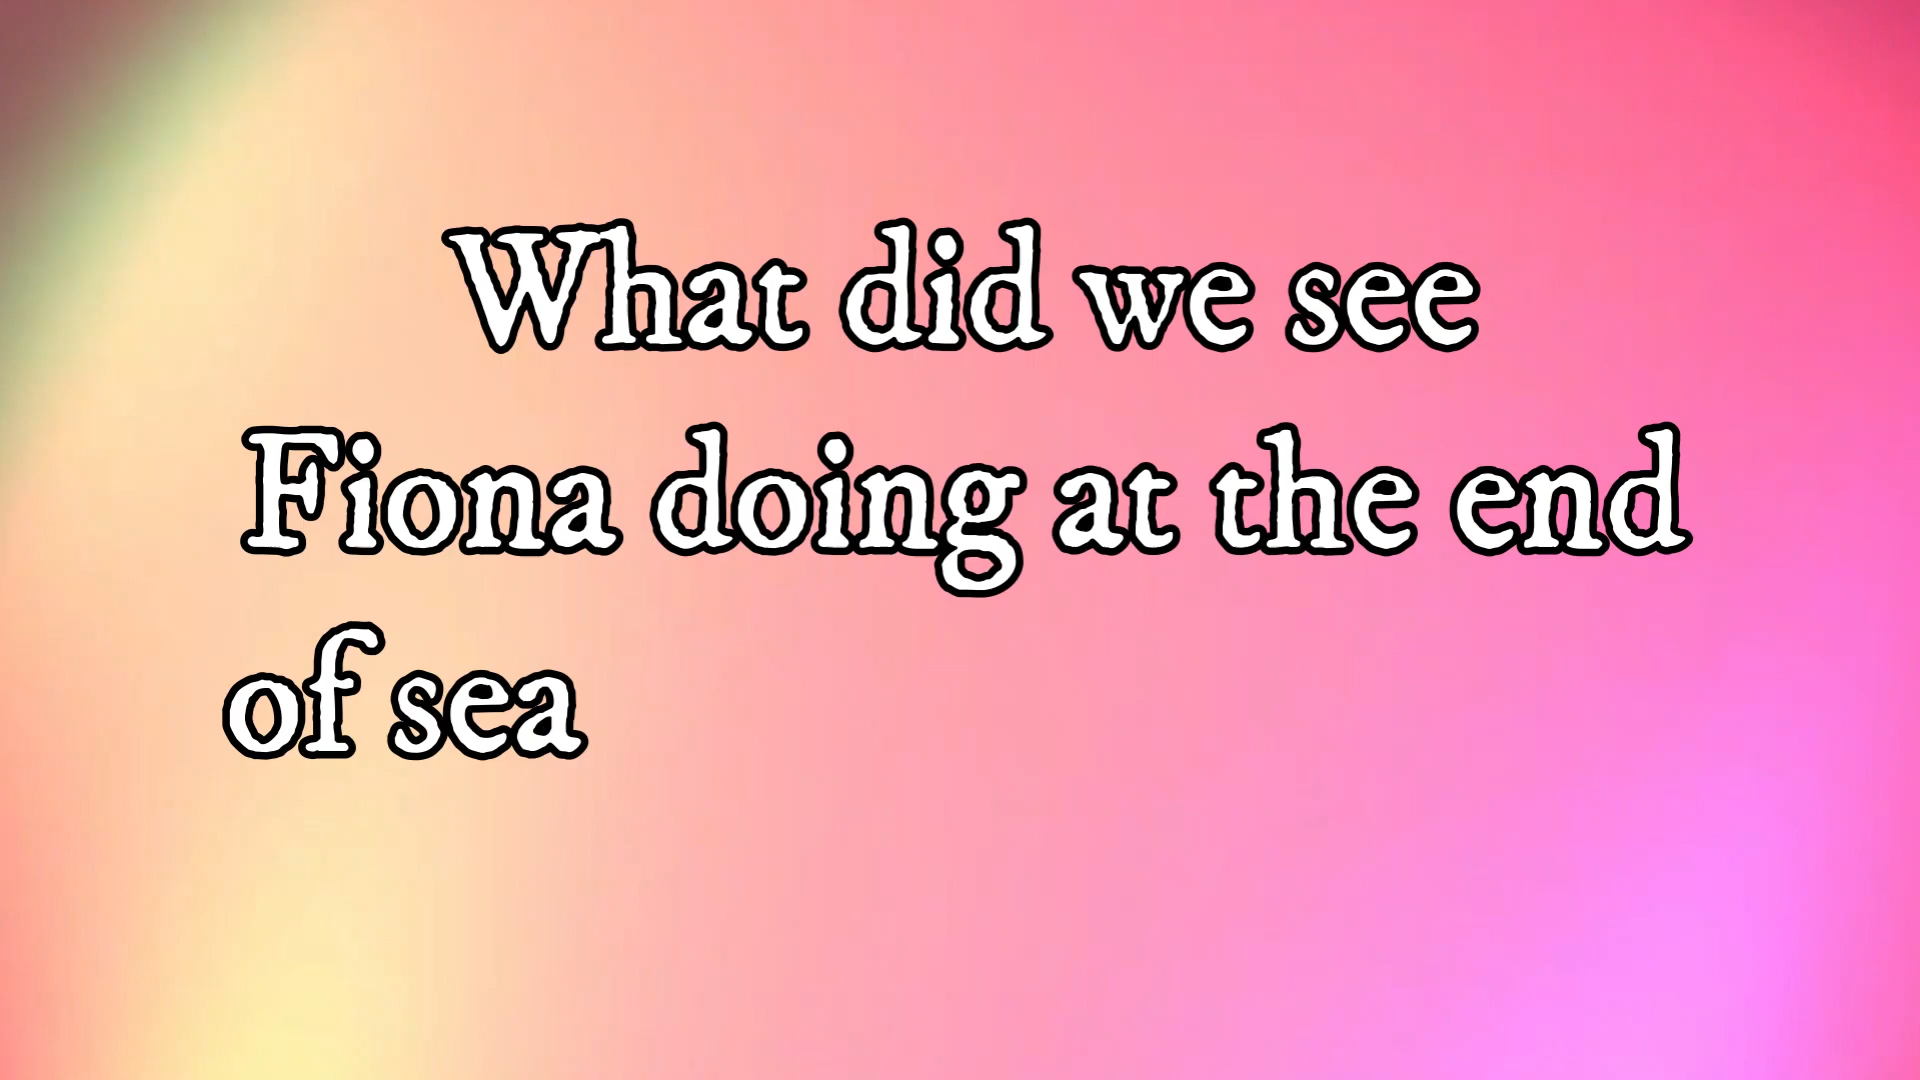 What did we see
Fiona doing at the end
of sea